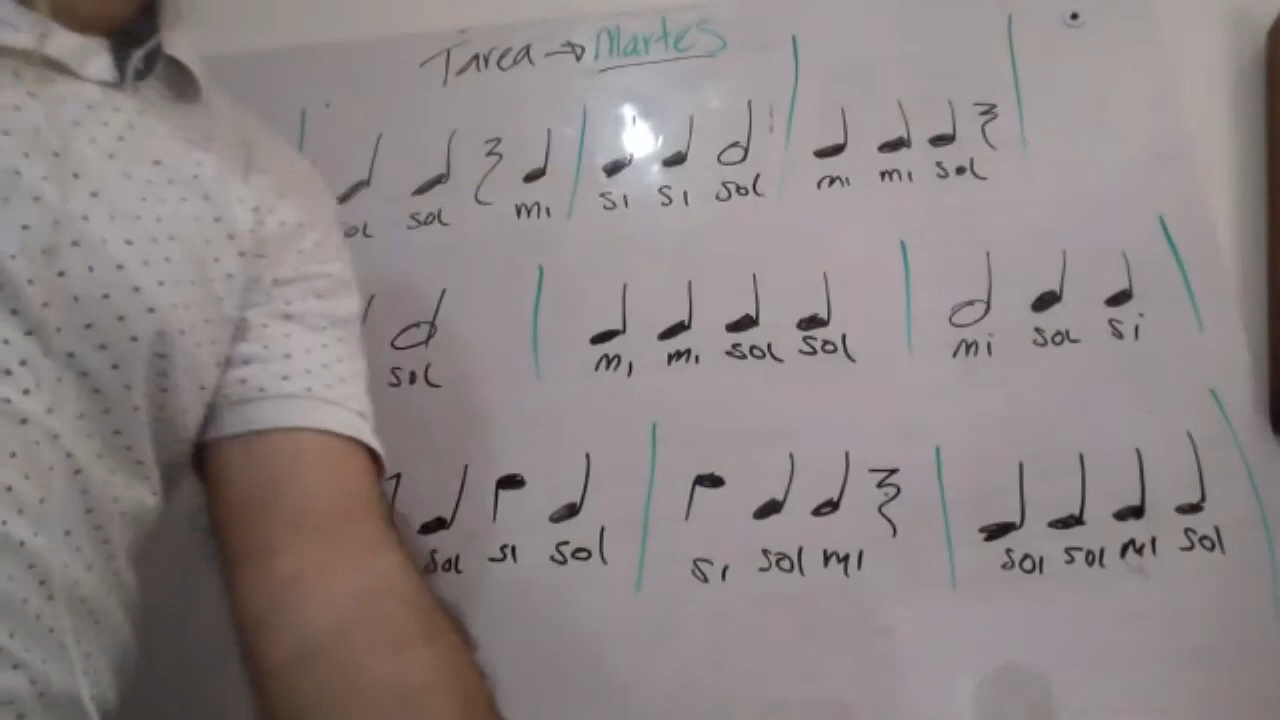 Tarea → Martes
sol mi si si sol mi mi sol
sol mi mi sol sol mi sol si
sol si sol si sol mi sol sol Mi sol